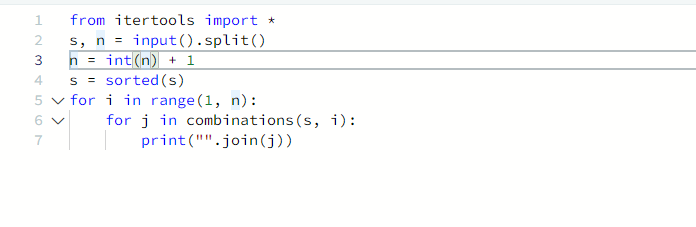 1 from itertools import *
2 s, n = input().split()
3 n = int(n) + 1
4 s = sorted(s)
5 for i in range(1, n):
6     for j in combinations(s, i):
7         print("".join(j))